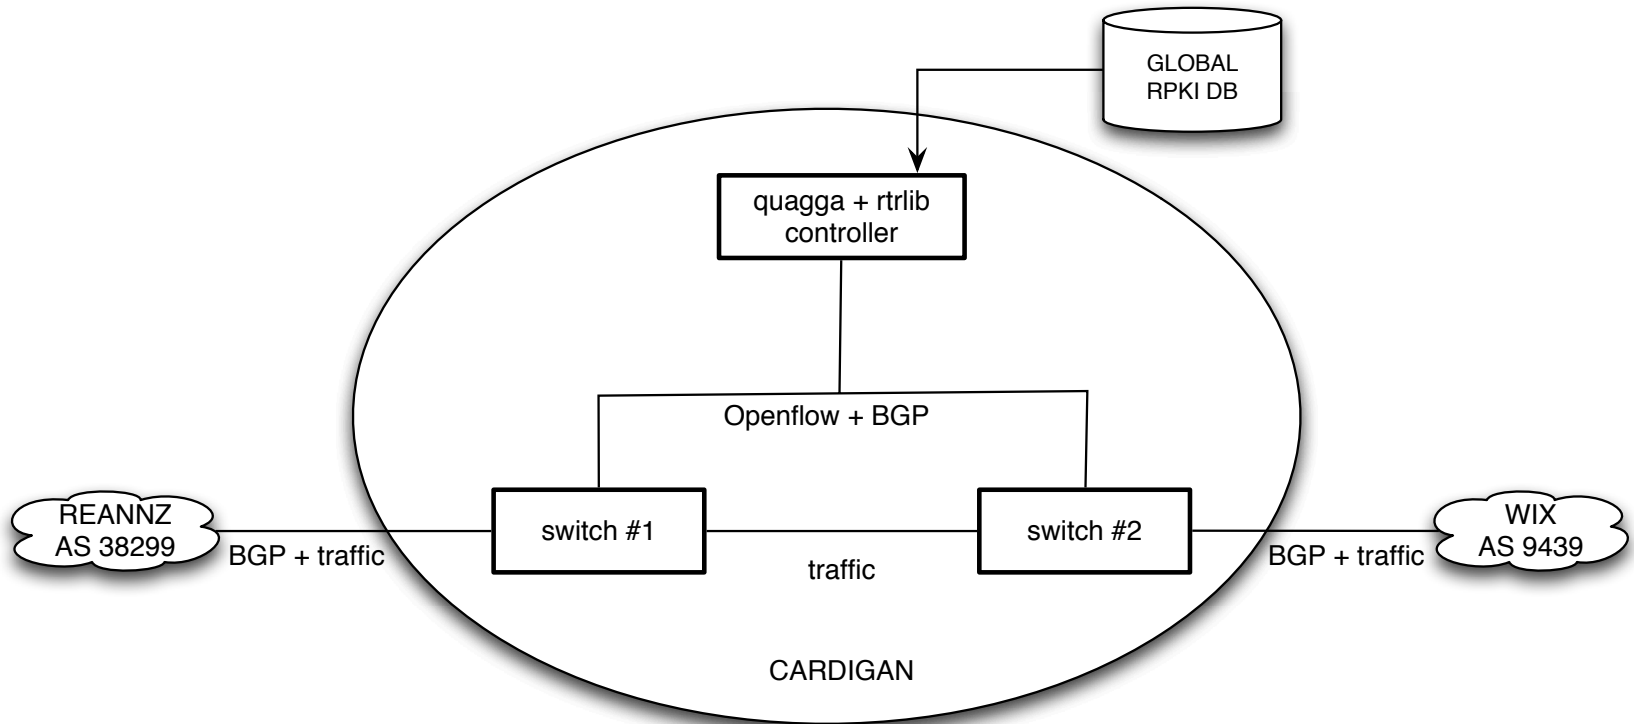 GLOBAL
RPKI DB
quagga + rtrlib
controller
Openflow + BGP
REANNZ
AS 38299
BGP + traffic
switch #1
traffic
switch #2
BGP + traffic
WIX
AS 9439
CARDIGAN